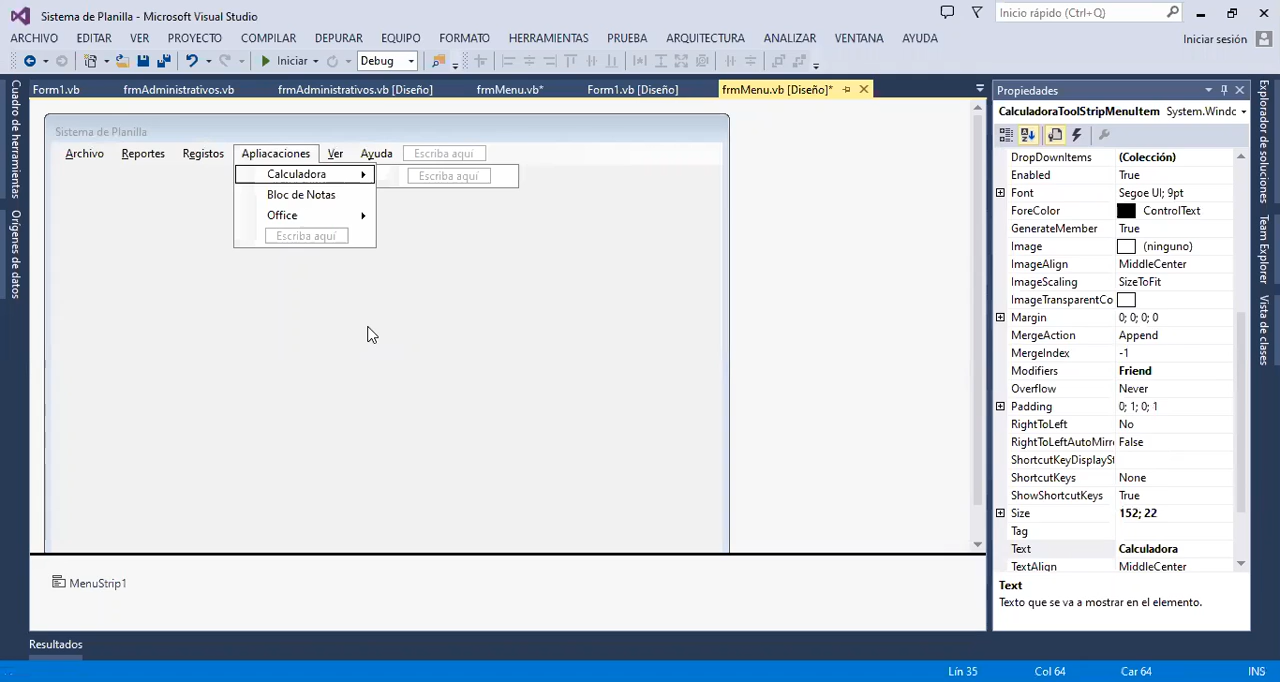 Sistema de Planilla - Microsoft Visual Studio
Inicio rápido (Ctrl+Q)
ARCHIVO EDITAR VER PROYECTO COMPILAR DEPURAR EQUIPO FORMATO HERRAMIENTAS PRUEBA ARQUITECTURA ANALIZAR VENTANA AYUDA
Iniciar sesión
Iniciar Debug
Form1.vb frmAdministrativos.vb frmAdministrativos.vb [Diseño] frmMenu.vb* Form1.vb [Diseño] frmMenu.vb [Diseño]*
Cuadro de herramientas
Orígenes de datos
Sistema de Planilla
Archivo Reportes Registos Apliacaciones Ver Ayuda Escriba aquí
Calculadora
Escriba aquí
Bloc de Notas
Office
Escriba aquí
MenuStrip1
Propiedades
CalculadoraToolStripMenuItem System.Windc
DropDownItems (Colección)
Enabled True
Font Segoe UI; 9pt
ForeColor ControlText
GenerateMember True
Image (ninguno)
ImageAlign MiddleCenter
ImageScaling SizeToFit
ImageTransparentCo
Margin 0; 0; 0; 0
MergeAction Append
MergeIndex -1
Modifiers Friend
Overflow Never
Padding 0; 1; 0; 1
RightToLeft No
RightToLeftAutoMirr False
ShortcutKeyDisplaySt
ShortcutKeys None
ShowShortcutKeys True
Size 152; 22
Tag
Text Calculadora
TextAlign MiddleCenter
Text
Texto que se va a mostrar en el elemento.
Explorador de soluciones
Team Explorer
Vista de clases
Resultados
Lín 35 Col 64 Car 64 INS